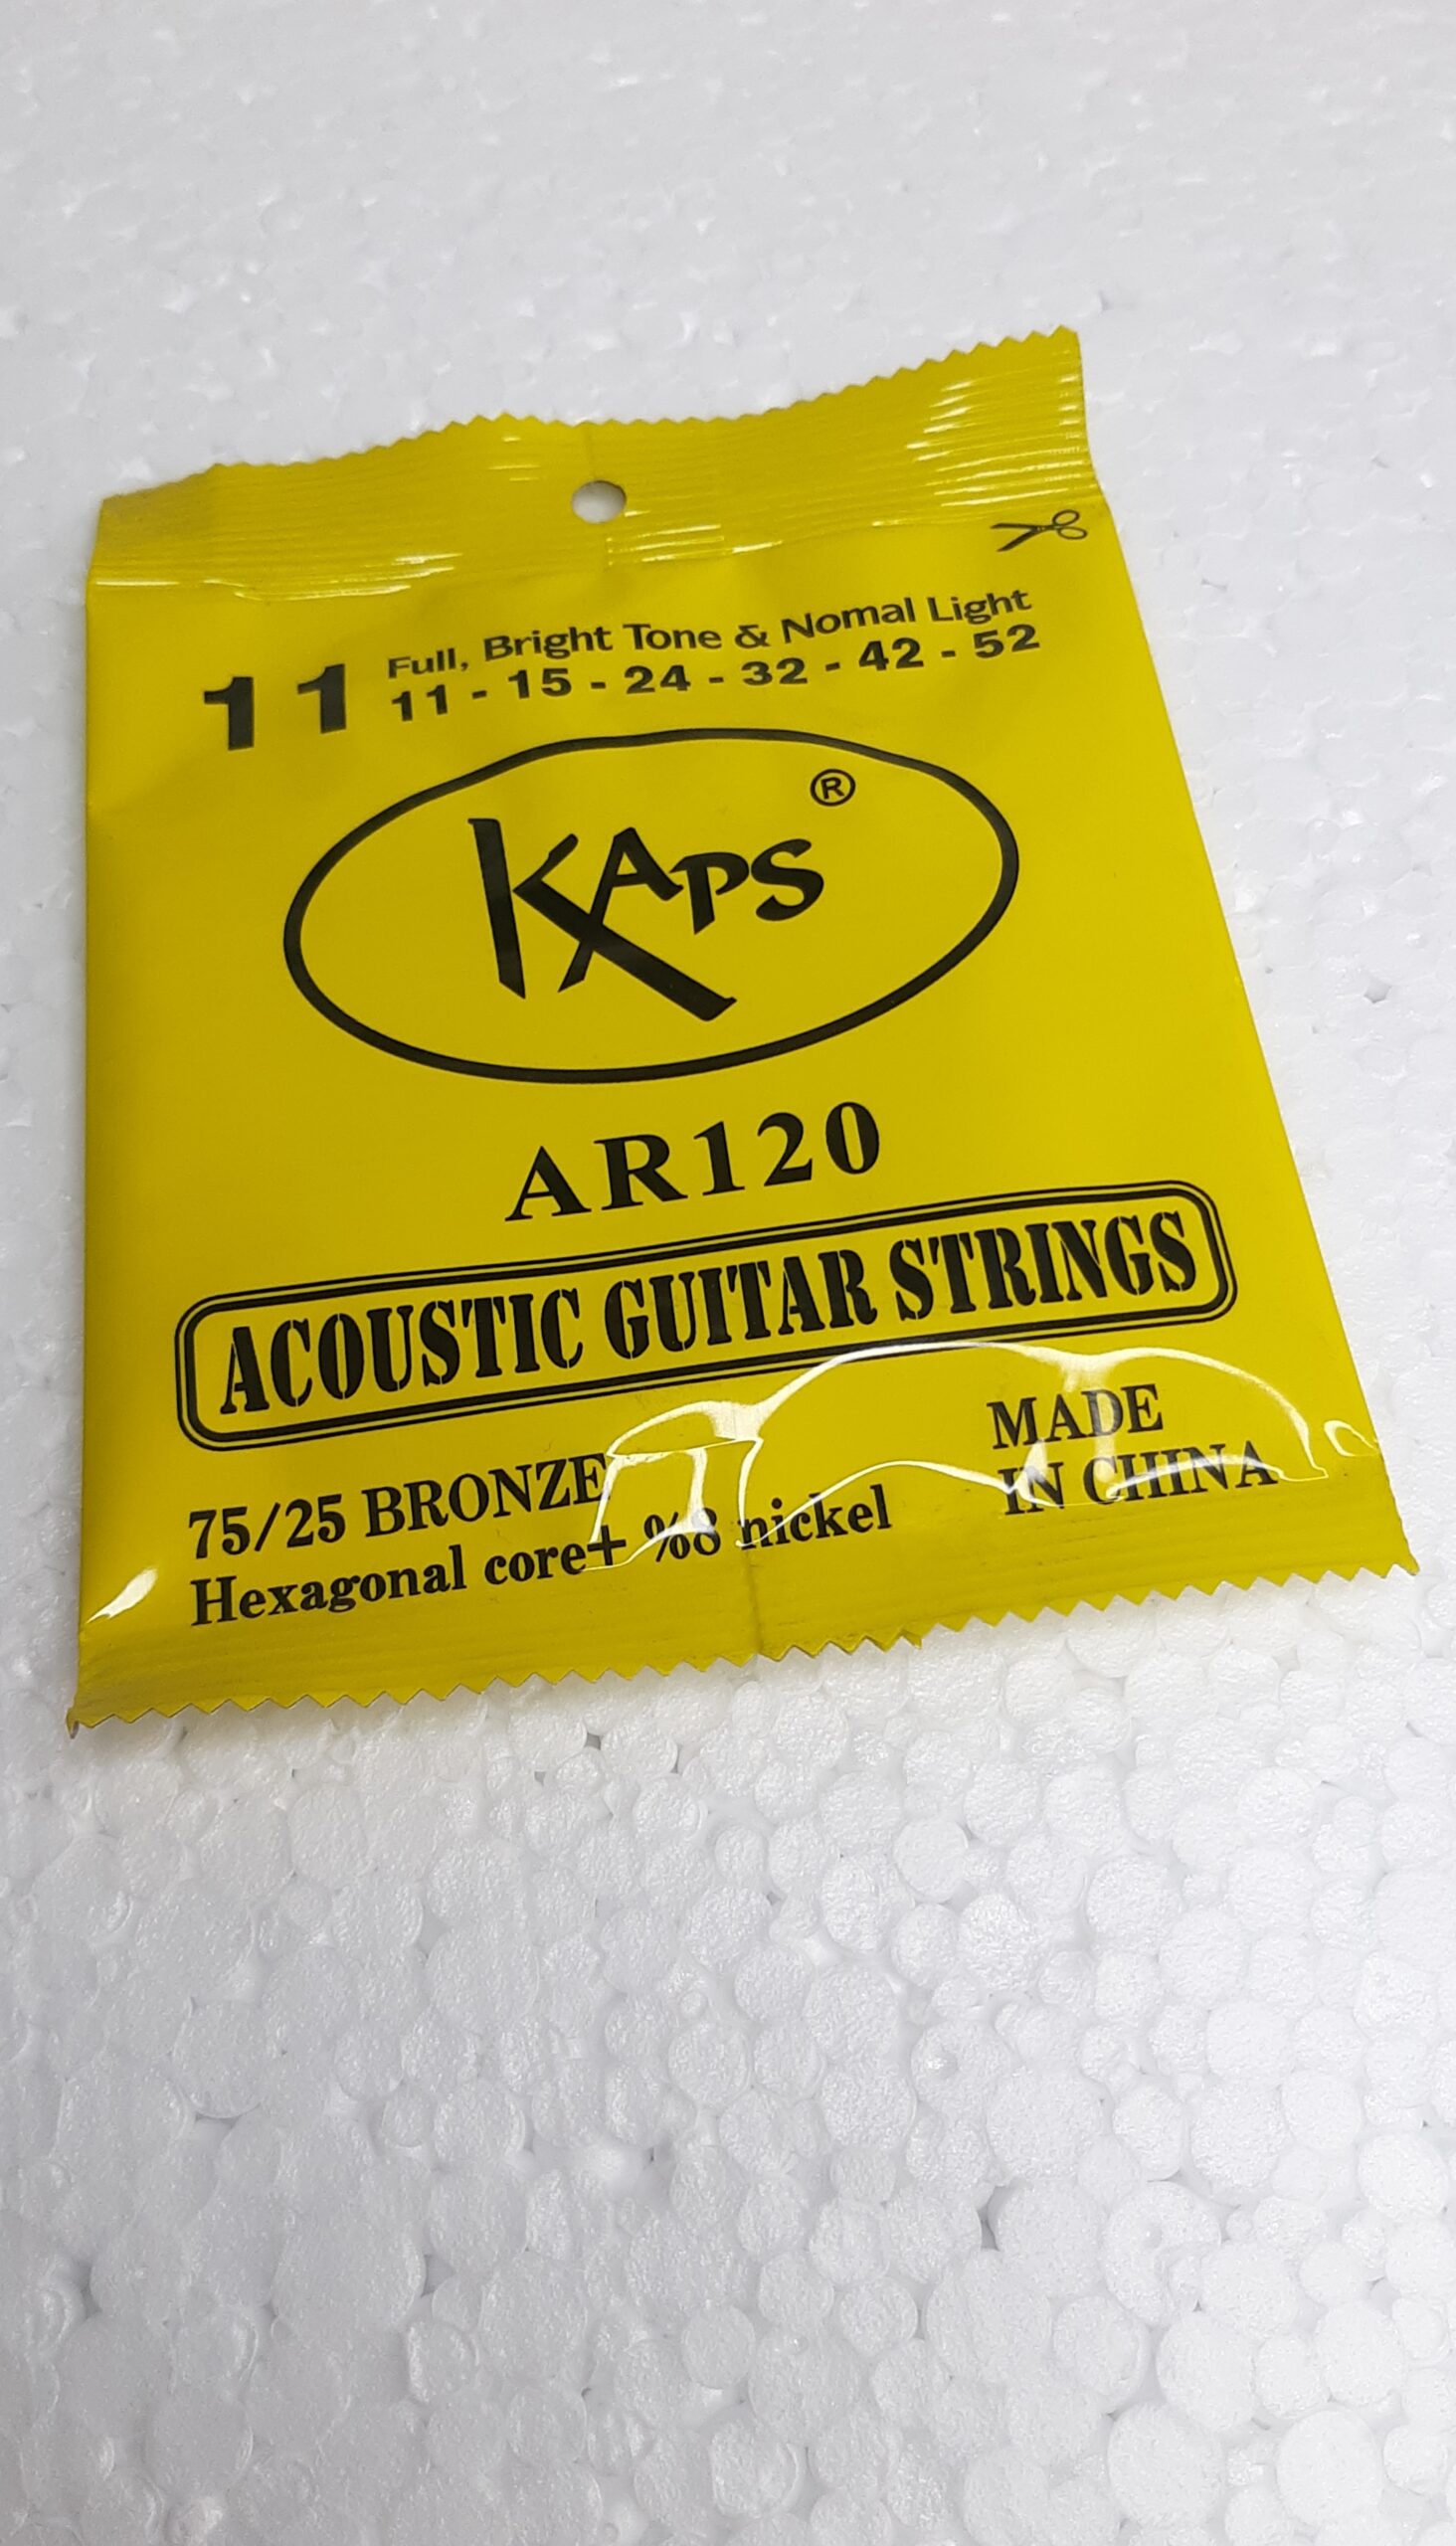 11
Full, Bright Tone & Nomal Light
11 - 15 - 24 - 32 - 42 - 52
KAPS ®
AR120
ACOUSTIC GUITAR STRINGS
75/25 BRONZE
Hexagonal core+ %8 nickel
MADE
IN CHINA